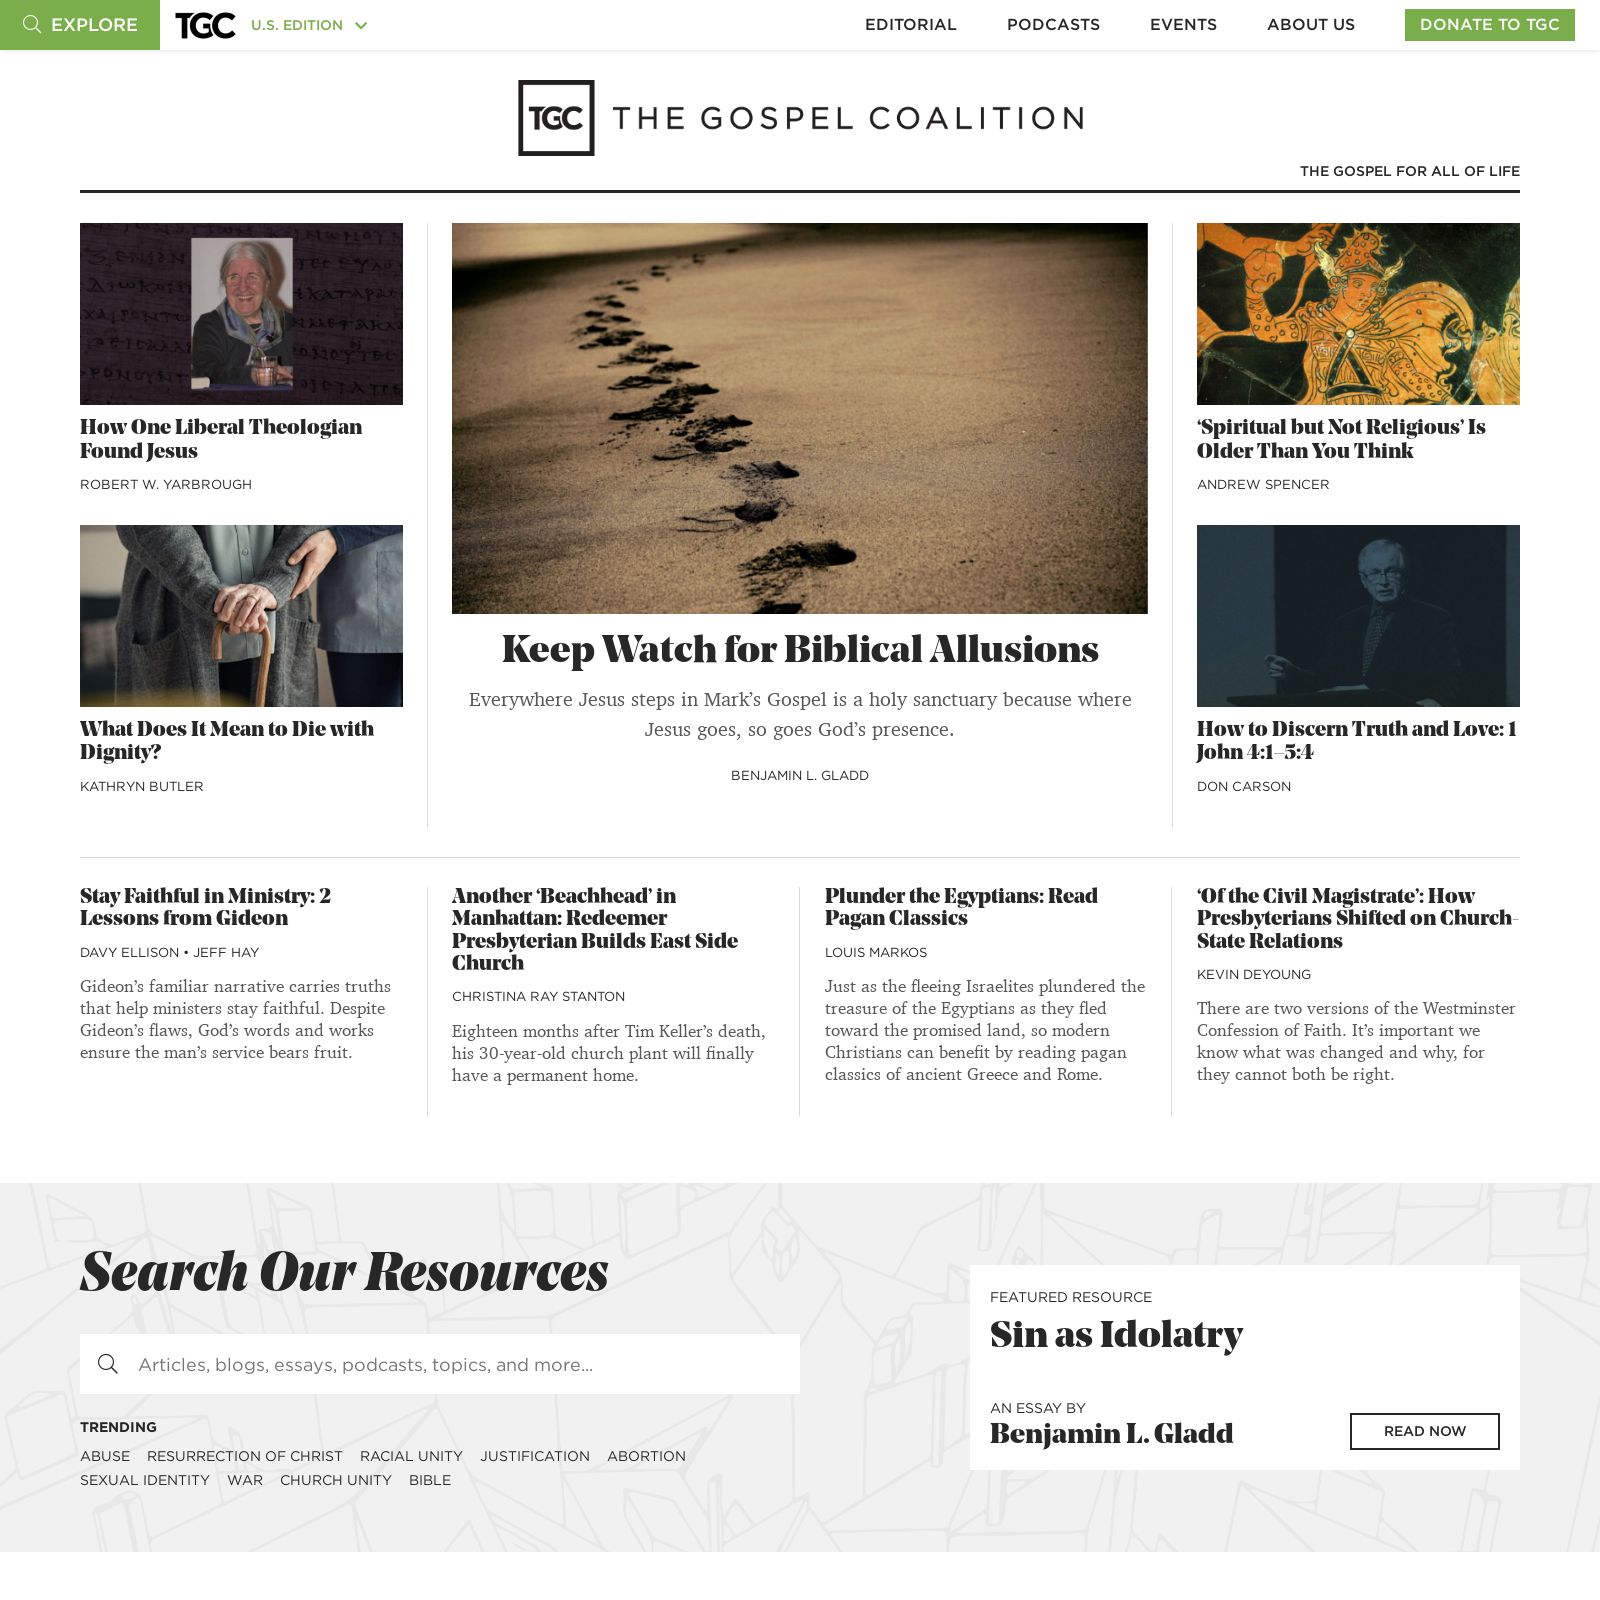 EXPLORE
TGC
U.S. EDITION
EDITORIAL
PODCASTS
EVENTS
ABOUT US
DONATE TO TGC
TGC THE GOSPEL COALITION
THE GOSPEL FOR ALL OF LIFE
How One Liberal Theologian
Found Jesus
ROBERT W. YARBROUGH
What Does It Mean to Die with
Dignity?
KATHRYN BUTLER
Keep Watch for Biblical Allusions
Everywhere Jesus steps in Mark’s Gospel is a holy sanctuary because where
Jesus goes, so goes God’s presence.
BENJAMIN L. GLADD
‘Spiritual but Not Religious’ Is
Older Than You Think
ANDREW SPENCER
How to Discern Truth and Love: 1
John 4:1–5:4
DON CARSON
Stay Faithful in Ministry: 2
Lessons from Gideon
DAVY ELLISON • JEFF HAY
Gideon’s familiar narrative carries truths
that help ministers stay faithful. Despite
Gideon’s flaws, God’s words and works
ensure the man’s service bears fruit.
Another ‘Beachhead’ in
Manhattan: Redeemer
Presbyterian Builds East Side
Church
CHRISTINA RAY STANTON
Eighteen months after Tim Keller’s death,
his 30-year-old church plant will finally
have a permanent home.
Plunder the Egyptians: Read
Pagan Classics
LOUIS MARKOS
Just as the fleeing Israelites plundered the
treasure of the Egyptians as they fled
toward the promised land, so modern
Christians can benefit by reading pagan
classics of ancient Greece and Rome.
‘Of the Civil Magistrate’: How
Presbyterians Shifted on Church-
State Relations
KEVIN DEYOUNG
There are two versions of the Westminster
Confession of Faith. It’s important we
know what was changed and why, for
they cannot both be right.
Search Our Resources
Articles, blogs, essays, podcasts, topics, and more...
TRENDING
ABUSE RESURRECTION OF CHRIST RACIAL UNITY JUSTIFICATION ABORTION
SEXUAL IDENTITY WAR CHURCH UNITY BIBLE
FEATURED RESOURCE
Sin as Idolatry
AN ESSAY BY
Benjamin L. Gladd
READ NOW